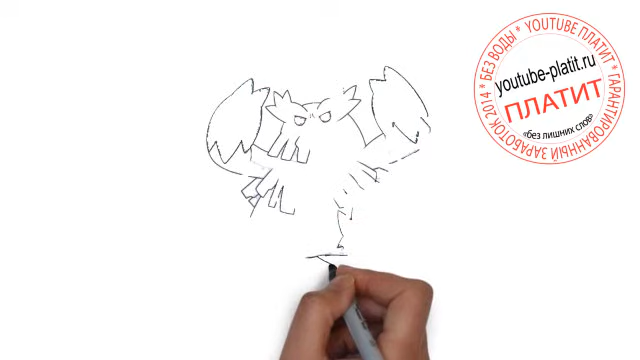 * БЕЗ ВОДЫ * YOUTUBE ПЛАТИТ * ГАРАНТИРОВАННЫЙ ЗАРАБОТОК 2014
youtube-platit.ru
ПЛАТИТ
«без лишних слов»